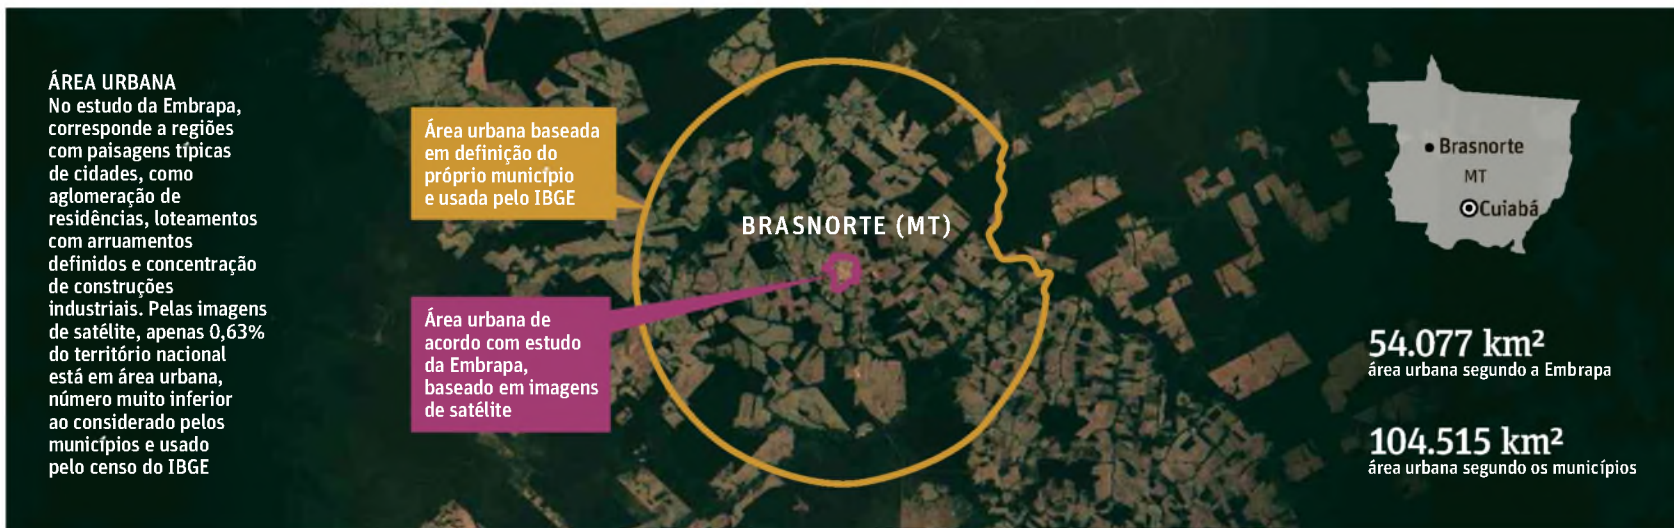 ÁREA URBANA
No estudo da Embrapa,
corresponde a regiões
com paisagens típicas
de cidades, como
aglomeração de
residências, loteamentos
com arruamentos
definidos e concentração
de construções
industriais. Pelas imagens
de satélite, apenas 0,63%
do território nacional
está em área urbana,
número muito inferior
ao considerado pelos
municípios e usado
pelo censo do IBGE
Área urbana baseada
em definição do
próprio município
e usada pelo IBGE
BRASNORTE (MT)
Área urbana de
acordo com estudo
da Embrapa,
baseado em imagens
de satélite
Brasnorte
MT
Cuiabá
54.077 km²
área urbana segundo a Embrapa
104.515 km²
área urbana segundo os municípios